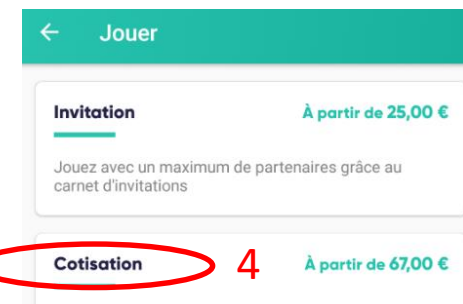 ← Jouer
Invitation À partir de 25,00 €
Jouez avec un maximum de partenaires grâce au
carnet d'invitations
Cotisation 4 À partir de 67,00 €